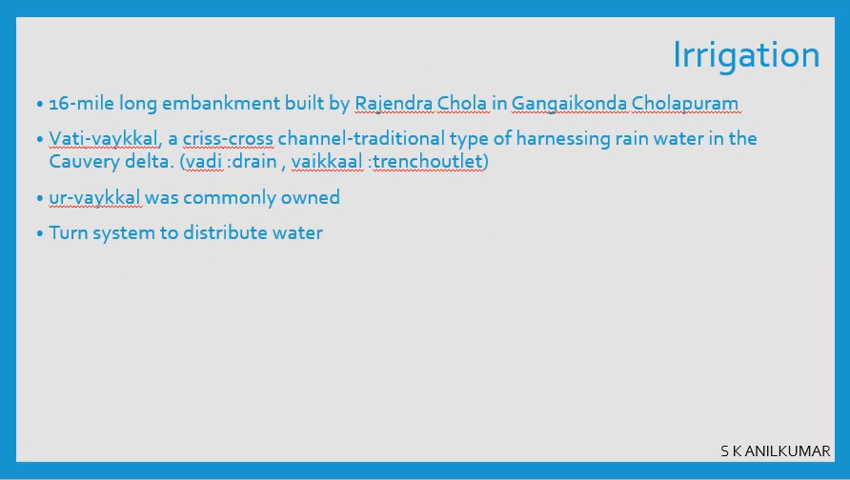 Irrigation
• 16-mile long embankment built by Rajendra Chola in Gangaikonda Cholapuram
• Vati-vaykkal, a criss-cross channel-traditional type of harnessing rain water in the
Cauvery delta. (vadi :drain , vaikkaal :trenchoutlet)
• ur-vaykkal was commonly owned
• Turn system to distribute water
S K ANILKUMAR